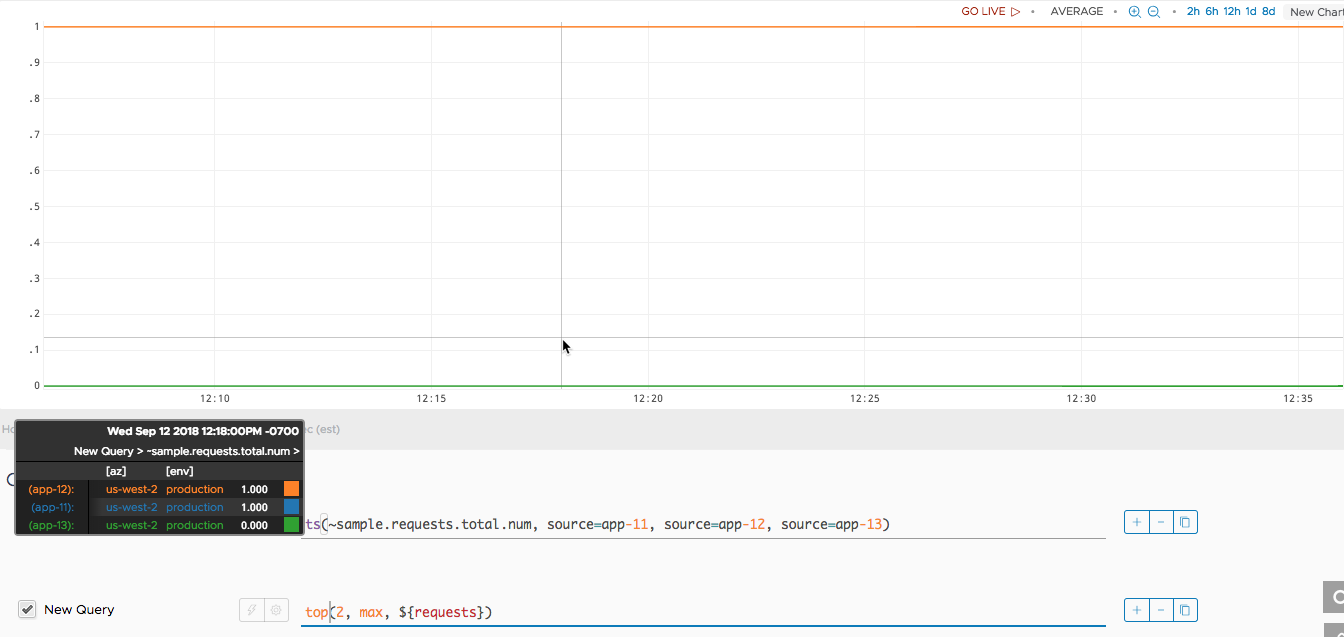 GO LIVE ▷ • AVERAGE • • 2h 6h 12h 1d 8d New Chart
1
.9
.8
.7
.6
.5
.4
.3
.2
.1
0
12:10 12:15 12:20 12:25 12:30 12:35
c (est)
Wed Sep 12 2018 12:18:00PM -0700
New Query > ~sample.requests.total.num >
[az] [env]
(app-12): us-west-2 production 1.000
(app-11): us-west-2 production 1.000
(app-13): us-west-2 production 0.000
ts(~sample.requests.total.num, source=app-11, source=app-12, source=app-13)
New Query top(2, max, ${requests})